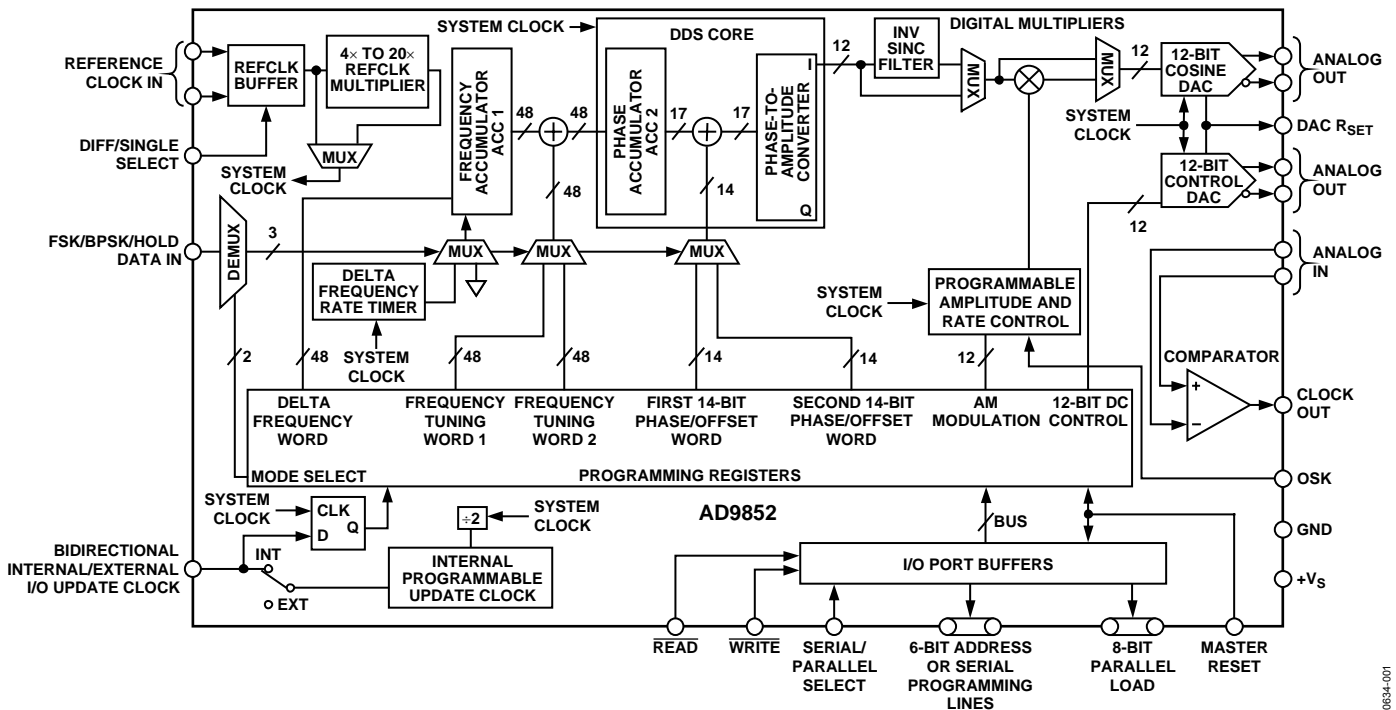 SYSTEM CLOCK
DDS CORE
DIGITAL MULTIPLIERS
REFERENCE
CLOCK IN
REFCLK
BUFFER
4× TO 20×
REFCLK
MULTIPLIER
FREQUENCY
ACCUMULATOR
ACC 1
48
48
PHASE
ACCUMULATOR
ACC 2
17
17
PHASE-TO-
AMPLITUDE
CONVERTER
I
Q
12
INV
SINC
FILTER
MUX
MUX
12
12-BIT
COSINE
DAC
ANALOG
OUT
DIFF/SINGLE
SELECT
MUX
SYSTEM
CLOCK
48
14
SYSTEM
CLOCK
DAC RSET
12-BIT
CONTROL
DAC
ANALOG
OUT
12
FSK/BPSK/HOLD
DATA IN
DEMUX
3
MUX
MUX
MUX
ANALOG
IN
DELTA
FREQUENCY
RATE TIMER
SYSTEM
CLOCK
SYSTEM
CLOCK
PROGRAMMABLE
AMPLITUDE AND
RATE CONTROL
2
48
48
48
14
14
12
COMPARATOR
+
−
CLOCK
OUT
DELTA
FREQUENCY
WORD
FREQUENCY
TUNING
WORD 1
FREQUENCY
TUNING
WORD 2
FIRST 14-BIT
PHASE/OFFSET
WORD
SECOND 14-BIT
PHASE/OFFSET
WORD
AM
MODULATION
12-BIT DC
CONTROL
MODE SELECT
PROGRAMMING REGISTERS
OSK
SYSTEM
CLOCK
CLK
D
Q
÷2
SYSTEM
CLOCK
AD9852
BUS
GND
BIDIRECTIONAL
INTERNAL/EXTERNAL
I/O UPDATE CLOCK
INT
EXT
INTERNAL
PROGRAMMABLE
UPDATE CLOCK
I/O PORT BUFFERS
+VS
READ
WRITE
SERIAL/
PARALLEL
SELECT
6-BIT ADDRESS
OR SERIAL
PROGRAMMING
LINES
8-BIT
PARALLEL
LOAD
MASTER
RESET
0634-001